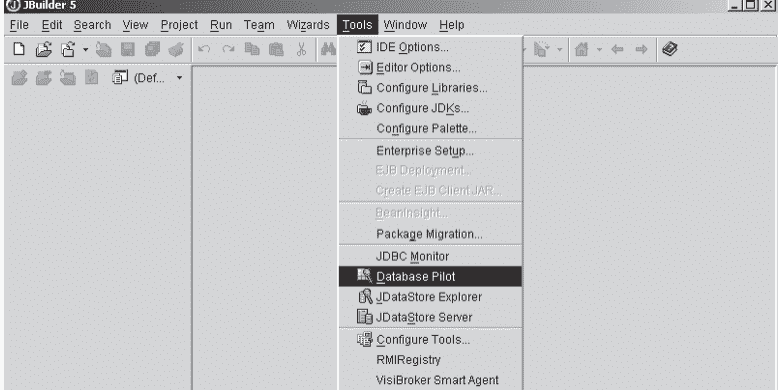 JBuilder 5
File Edit Search View Project Run Team Wizards Tools Window Help
(Def...
IDE Options...
Editor Options...
Configure Libraries...
Configure JDKs...
Configure Palette...
Enterprise Setup...
EJB Deployment...
Create EJB Client JAR...
BeanInsight...
Package Migration...
JDBC Monitor
Database Pilot
JDataStore Explorer
JDataStore Server
Configure Tools...
RMIRegistry
VisiBroker Smart Agent